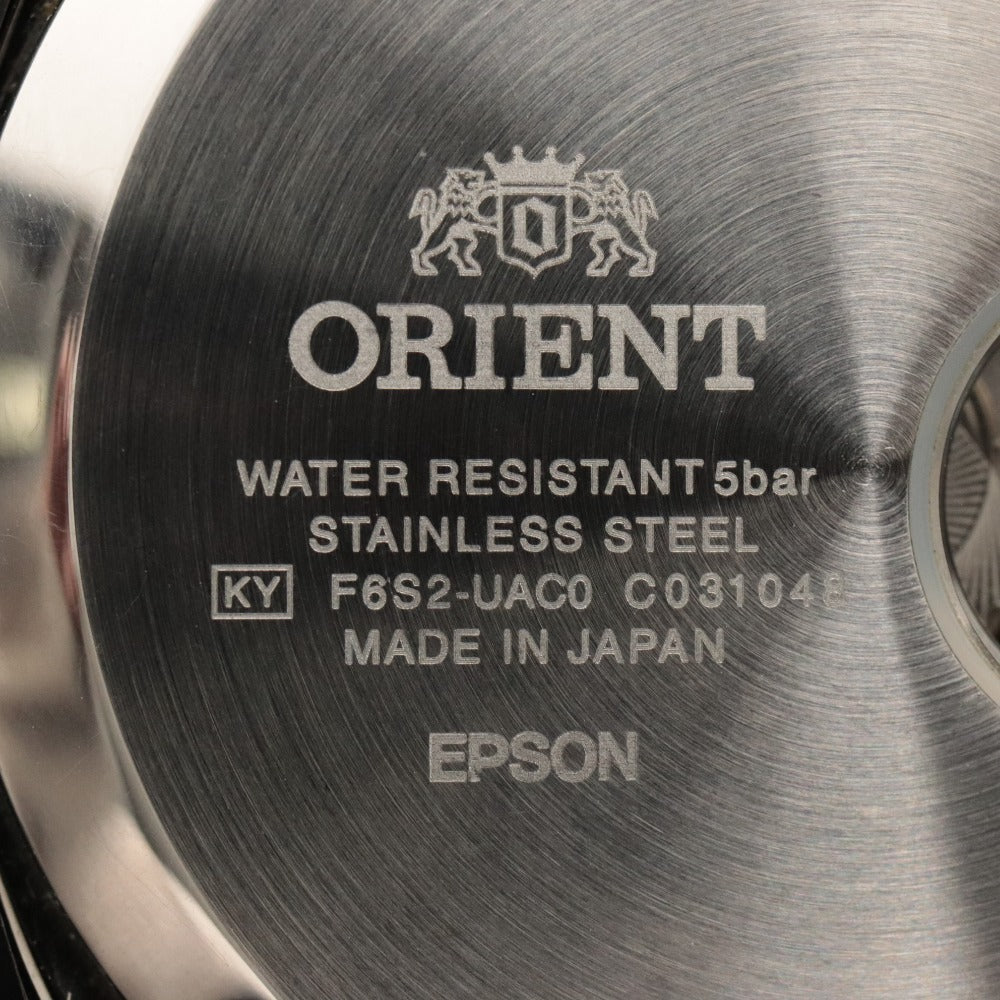 ORIENT
WATER RESISTANT 5bar
STAINLESS STEEL
KY F6S2-UAC0 C031048
MADE IN JAPAN
EPSON